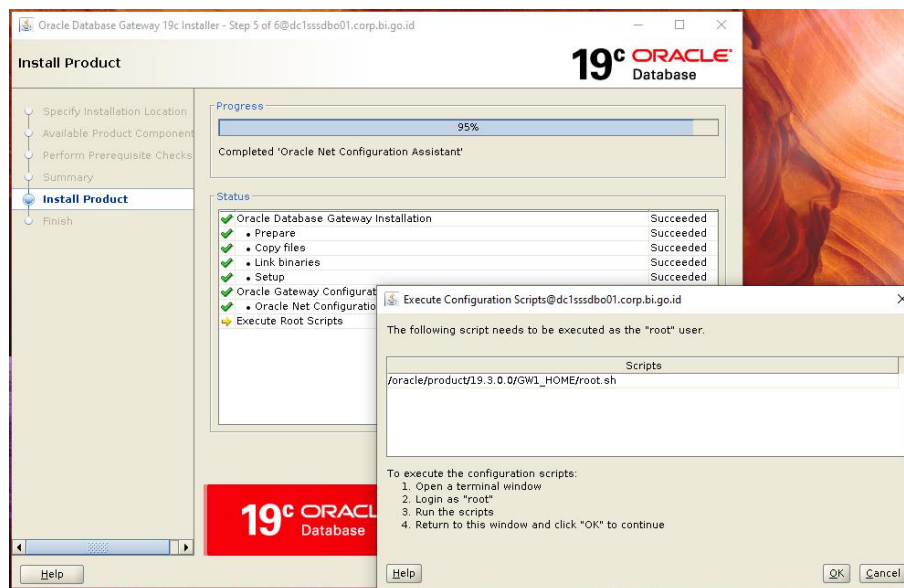 Oracle Database Gateway 19c Installer - Step 5 of 6@dc1sssdbo01.corp.bi.go.id
Install Product
19c ORACLE
Database
Specify Installation Location
Available Product Component
Perform Prerequisite Checks
Summary
Install Product
Finish
Progress
95%
Completed 'Oracle Net Configuration Assistant'
Status
Oracle Database Gateway Installation Succeeded
• Prepare Succeeded
• Copy files Succeeded
• Link binaries Succeeded
• Setup Succeeded
Oracle Gateway Configurat
• Oracle Net Configuratio
Execute Root Scripts
19c ORACL
Database
Help
Execute Configuration Scripts@dc1sssdbo01.corp.bi.go.id
The following script needs to be executed as the "root" user.
Scripts
/oracle/product/19.3.0.0/GW1_HOME/root.sh
To execute the configuration scripts:
1. Open a terminal window
2. Login as "root"
3. Run the scripts
4. Return to this window and click "OK" to continue
Help
OK
Cancel